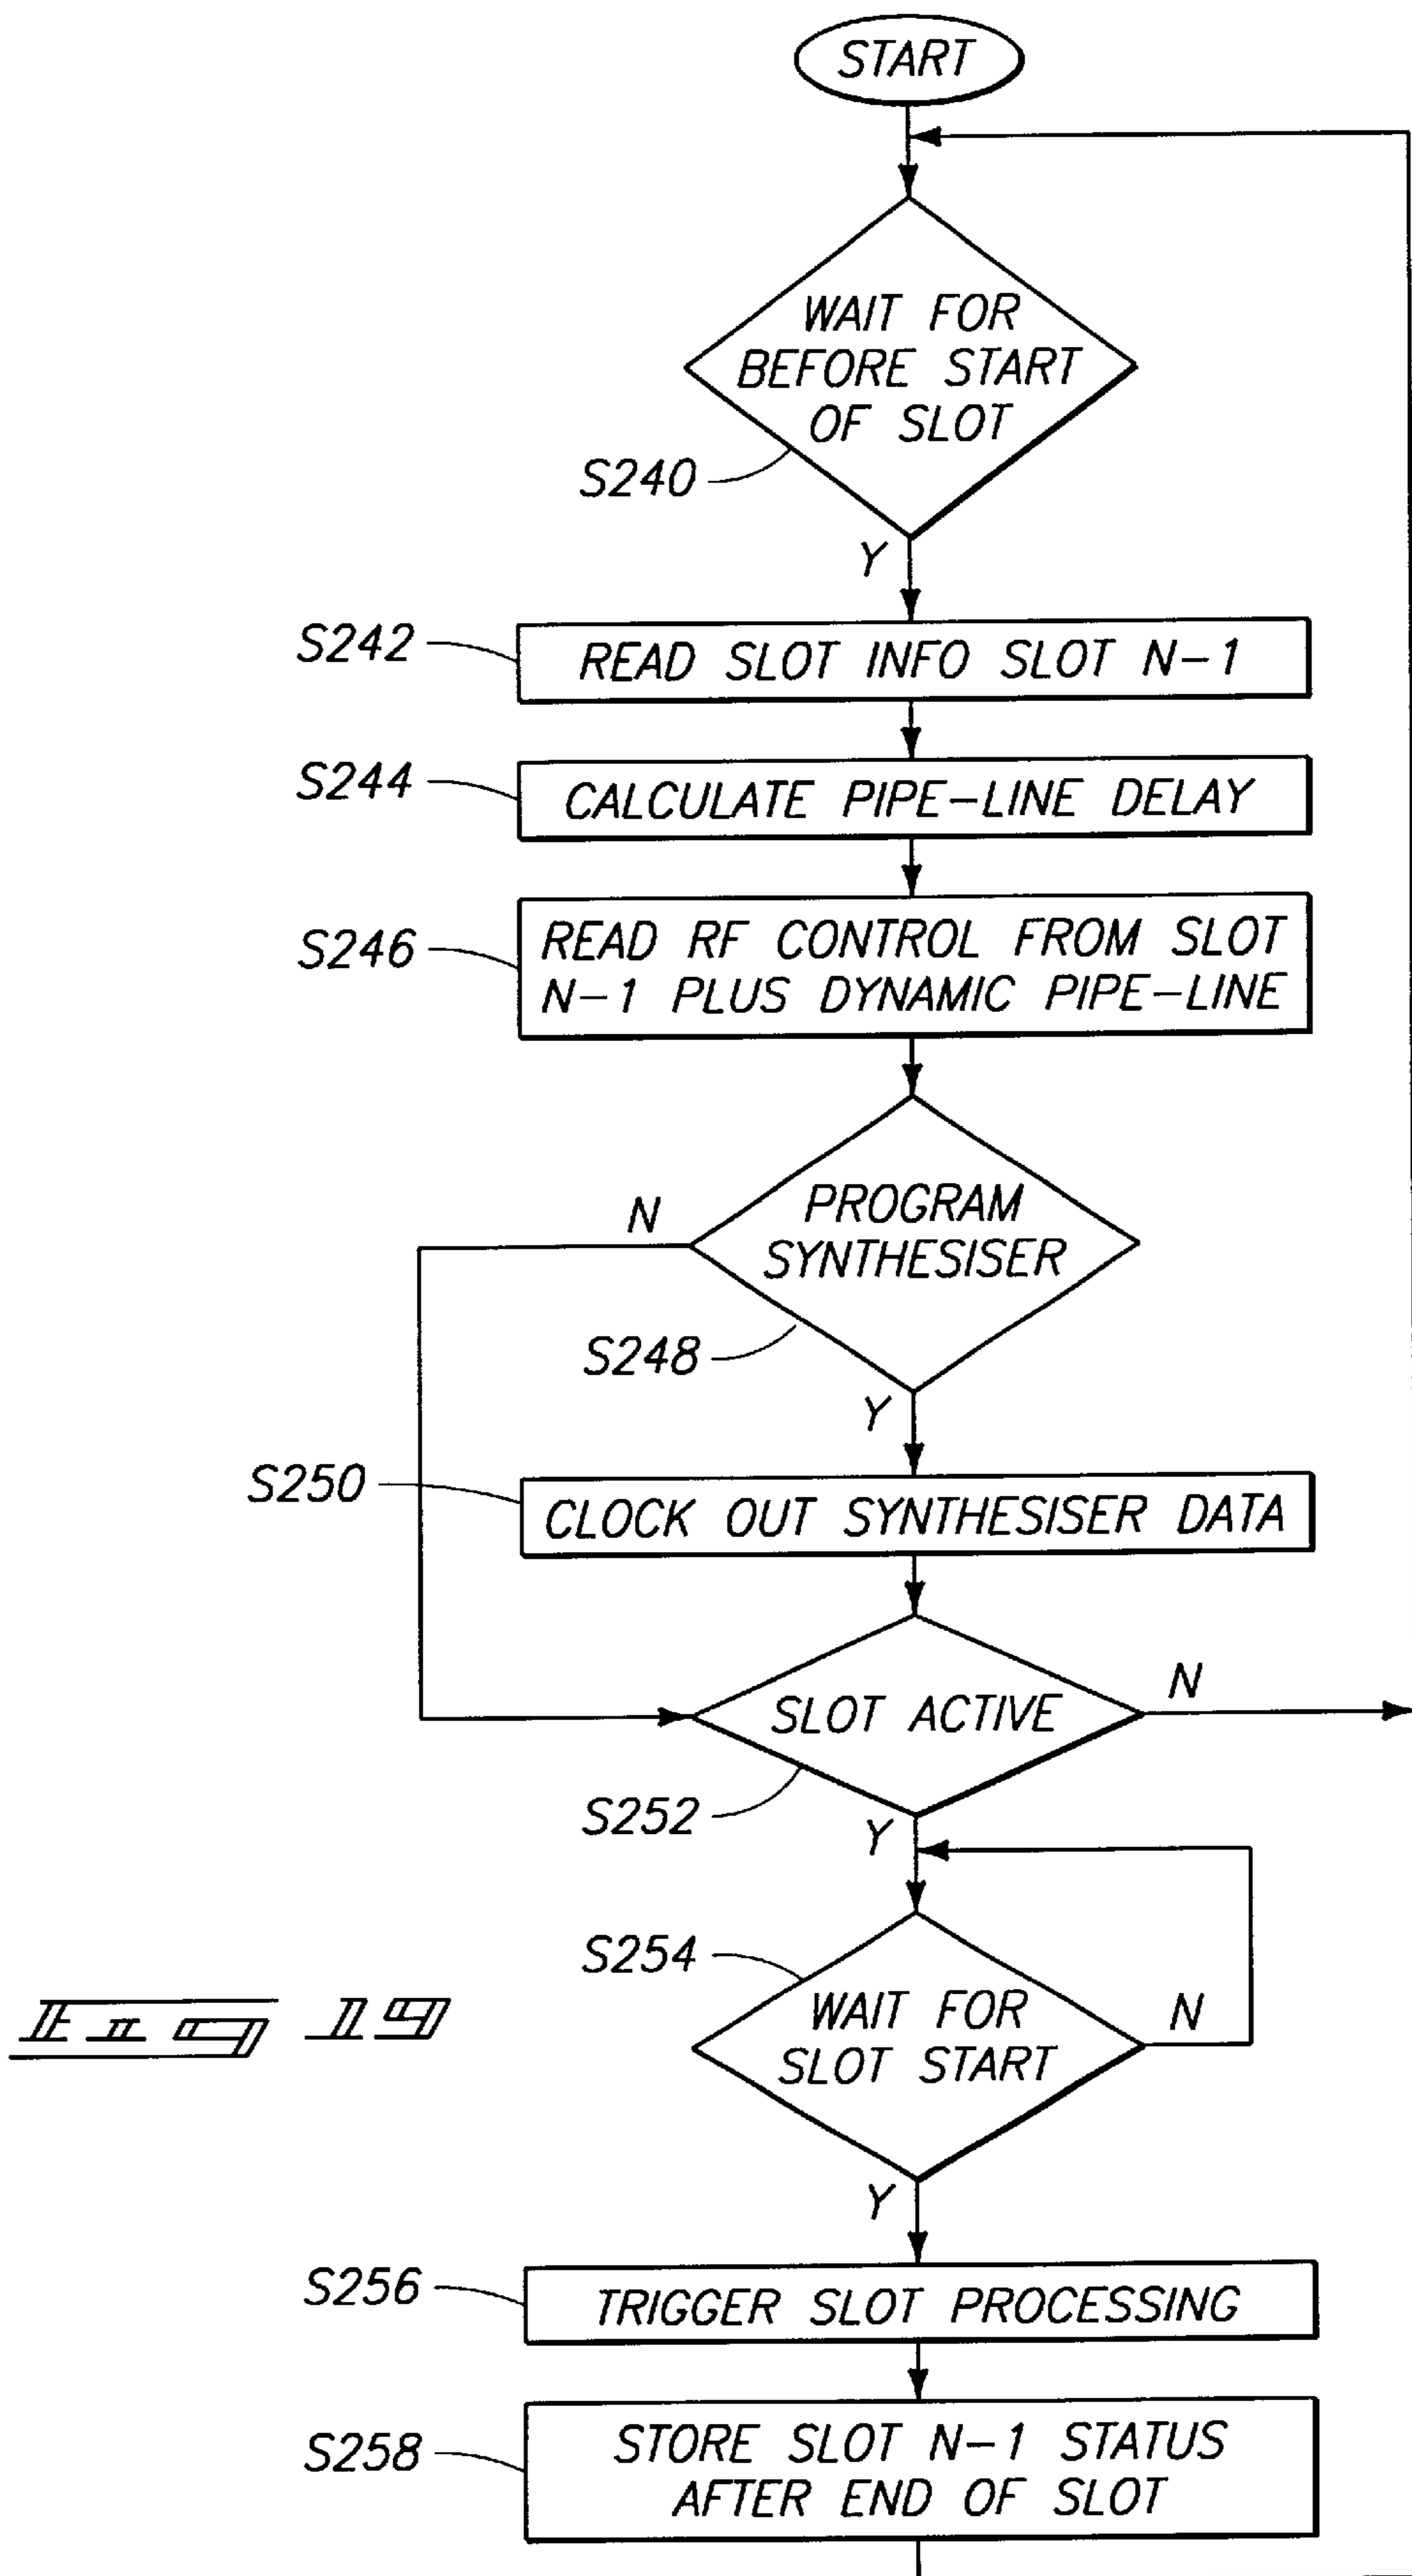 START
WAIT FOR
BEFORE START
OF SLOT
S240
Y
S242
READ SLOT INFO SLOT N-1
S244
CALCULATE PIPE-LINE DELAY
S246
READ RF CONTROL FROM SLOT
N-1 PLUS DYNAMIC PIPE-LINE
N
PROGRAM
SYNTHESISER
S248
Y
S250
CLOCK OUT SYNTHESISER DATA
SLOT ACTIVE
N
S252
Y
S254
WAIT FOR
SLOT START
N
Fig 19
Y
S256
TRIGGER SLOT PROCESSING
S258
STORE SLOT N-1 STATUS
AFTER END OF SLOT